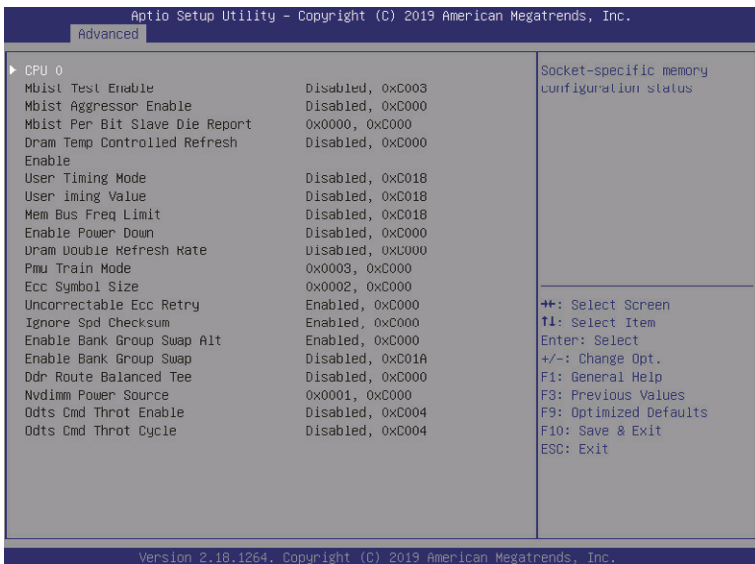 Aptio Setup Utility – Copyright (C) 2019 American Megatrends, Inc.
Advanced
▶ CPU 0
Mbist Test Enable Disabled, 0xC003
Mbist Aggressor Enable Disabled, 0xC000
Mbist Per Bit Slave Die Report 0x0000, 0xC000
Dram Temp Controlled Refresh Disabled, 0xC000
Enable
User Timing Mode Disabled, 0xC018
User iming Value Disabled, 0xC018
Mem Bus Freq Limit Disabled, 0xC018
Enable Power Down Disabled, 0xC000
Dram Double Refresh Rate Disabled, 0xC000
Pmu Train Mode 0x0003, 0xC000
Ecc Symbol Size 0x0002, 0xC000
Uncorrectable Ecc Retry Enabled, 0xC000
Ignore Spd Checksum Enabled, 0xC000
Enable Bank Group Swap Alt Enabled, 0xC000
Enable Bank Group Swap Disabled, 0xC01A
Ddr Route Balanced Tee Disabled, 0xC000
Nvdimm Power Source 0x0001, 0xC000
Odts Cmd Throt Enable Disabled, 0xC004
Odts Cmd Throt Cycle Disabled, 0xC004
Socket-specific memory
configuration status
→←: Select Screen
↑↓: Select Item
Enter: Select
+/-: Change Opt.
F1: General Help
F3: Previous Values
F9: Optimized Defaults
F10: Save & Exit
ESC: Exit
Version 2.18.1264. Copyright (C) 2019 American Megatrends, Inc.